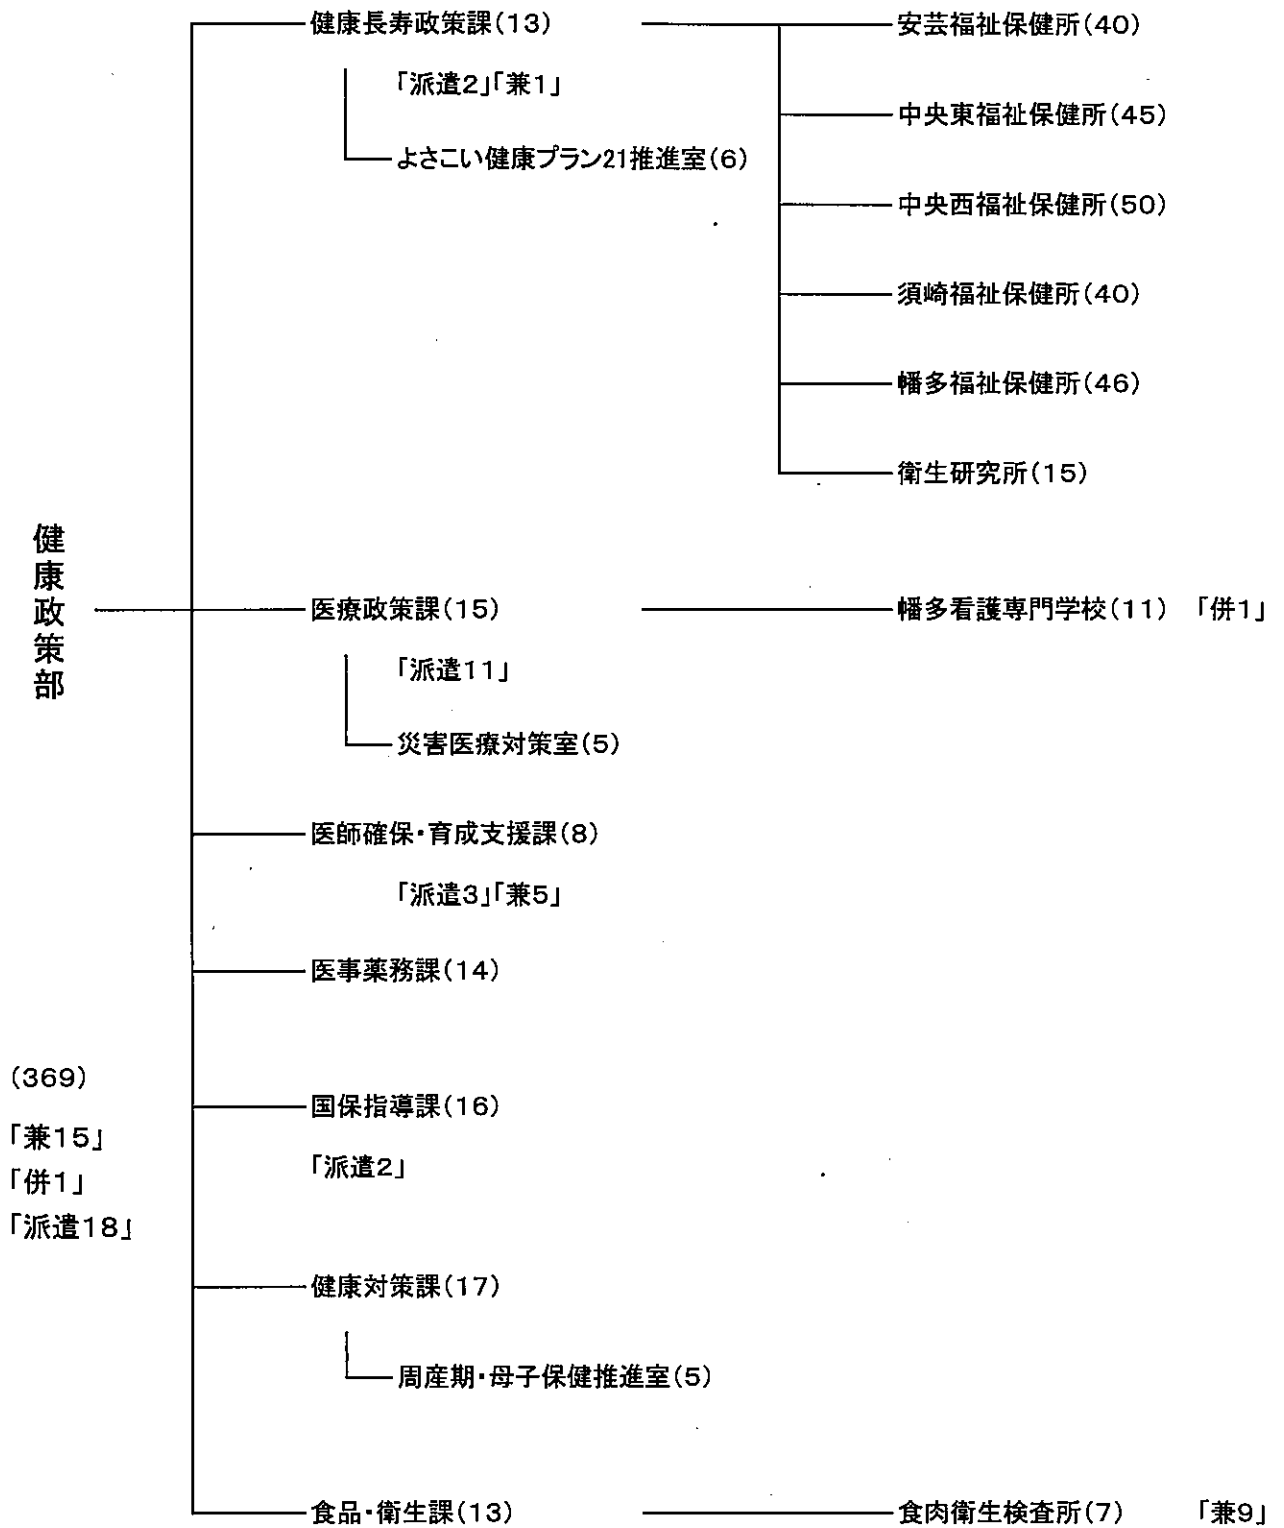 健康長寿政策課(13)
安芸福祉保健所(40)
「派遣2」「兼1」
中央東福祉保健所(45)
よさこい健康プラン21推進室(6)
中央西福祉保健所(50)
須崎福祉保健所(40)
幡多福祉保健所(46)
衛生研究所(15)
健康政策部
医療政策課(15)
幡多看護専門学校(11) 「併1」
「派遣11」
災害医療対策室(5)
医師確保・育成支援課(8)
「派遣3」「兼5」
医事薬務課(14)
(369)
国保指導課(16)
「兼15」
「派遣2」
「併1」
「派遣18」
健康対策課(17)
周産期・母子保健推進室(5)
食品・衛生課(13)
食肉衛生検査所(7) 「兼9」